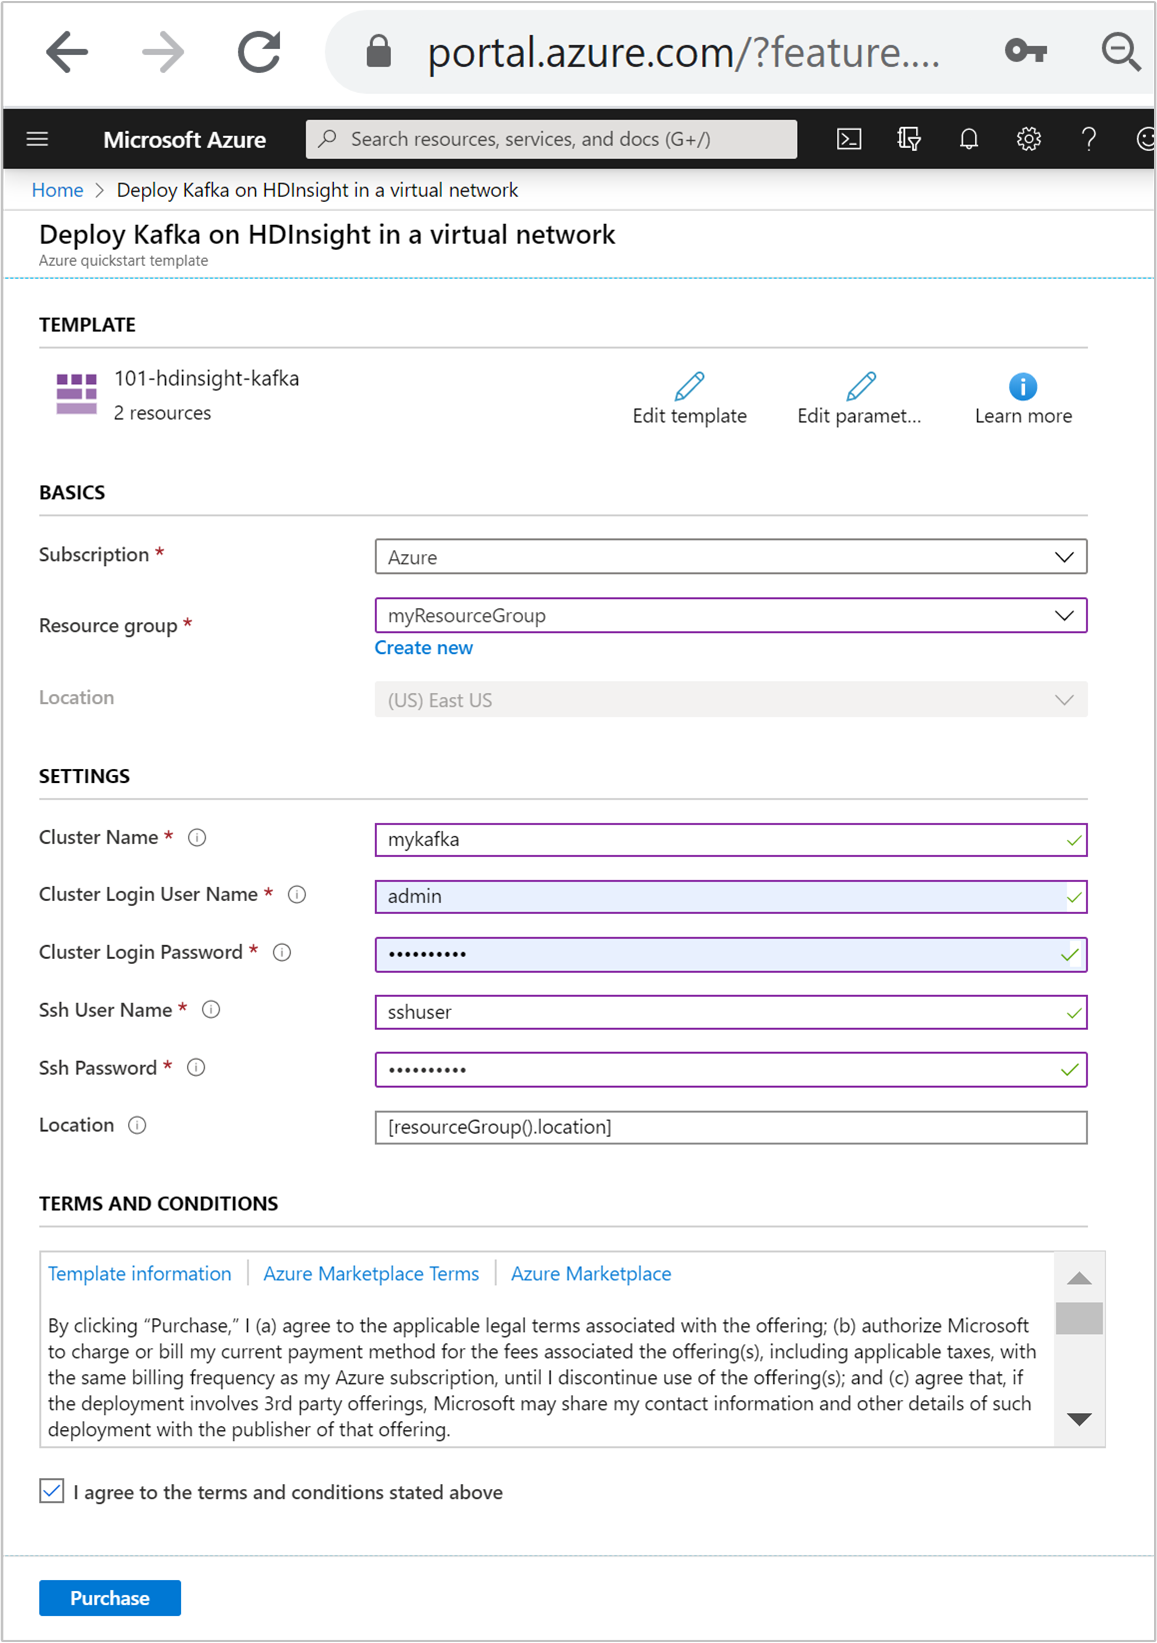 portal.azure.com/?feature....
Microsoft Azure
Search resources, services, and docs (G+/)
Home > Deploy Kafka on HDInsight in a virtual network
Deploy Kafka on HDInsight in a virtual network
Azure quickstart template
TEMPLATE
101-hdinsight-kafka
2 resources
Edit template
Edit paramet...
Learn more
BASICS
Subscription *
Azure
Resource group *
myResourceGroup
Create new
Location
(US) East US
SETTINGS
Cluster Name *
mykafka
Cluster Login User Name *
admin
Cluster Login Password *
••••••••••
Ssh User Name *
sshuser
Ssh Password *
••••••••••
Location
[resourceGroup().location]
TERMS AND CONDITIONS
Template information | Azure Marketplace Terms | Azure Marketplace
By clicking “Purchase,” I (a) agree to the applicable legal terms associated with the offering; (b) authorize Microsoft
to charge or bill my current payment method for the fees associated the offering(s), including applicable taxes, with
the same billing frequency as my Azure subscription, until I discontinue use of the offering(s); and (c) agree that, if
the deployment involves 3rd party offerings, Microsoft may share my contact information and other details of such
deployment with the publisher of that offering.
I agree to the terms and conditions stated above
Purchase